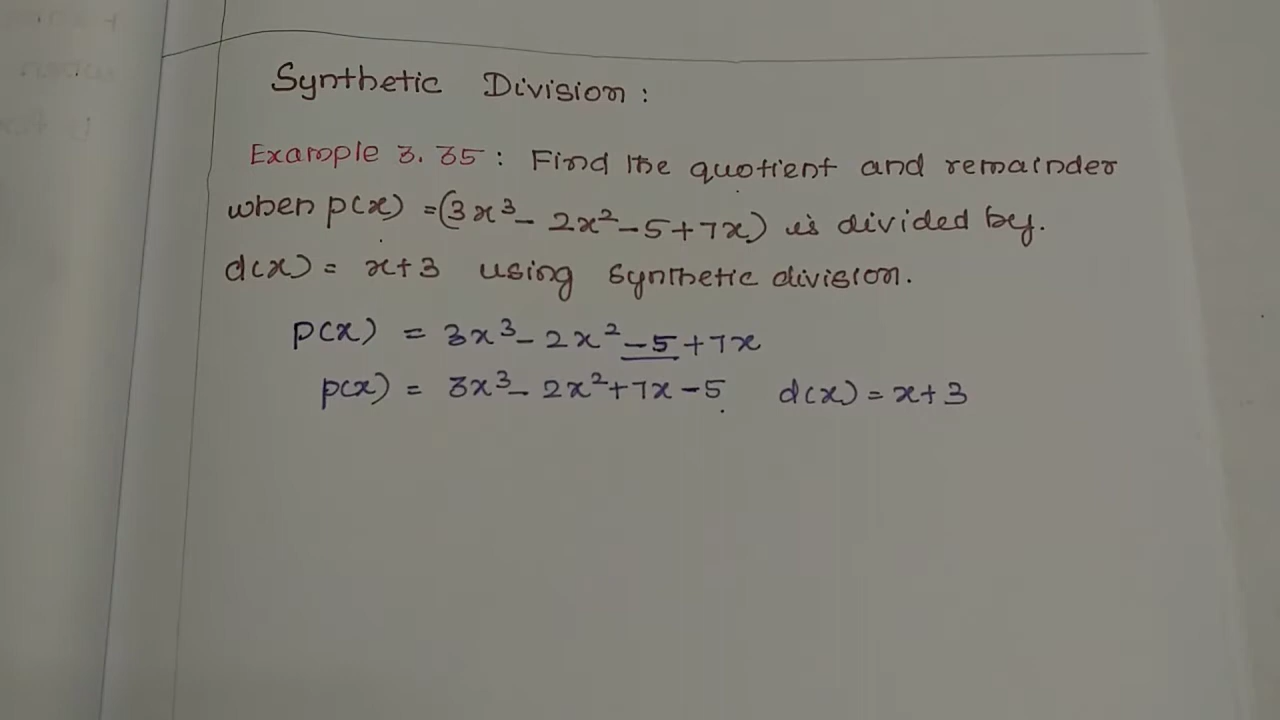 Synthetic Division :
Example 3.35 : Find the quotient and remainder
when p(x) = (3x³ - 2x² - 5 + 7x) is divided by.
d(x) = x+3 using synthetic division.
p(x) = 3x³ - 2x² - 5 + 7x
p(x) = 3x³ - 2x² + 7x - 5 d(x) = x+3